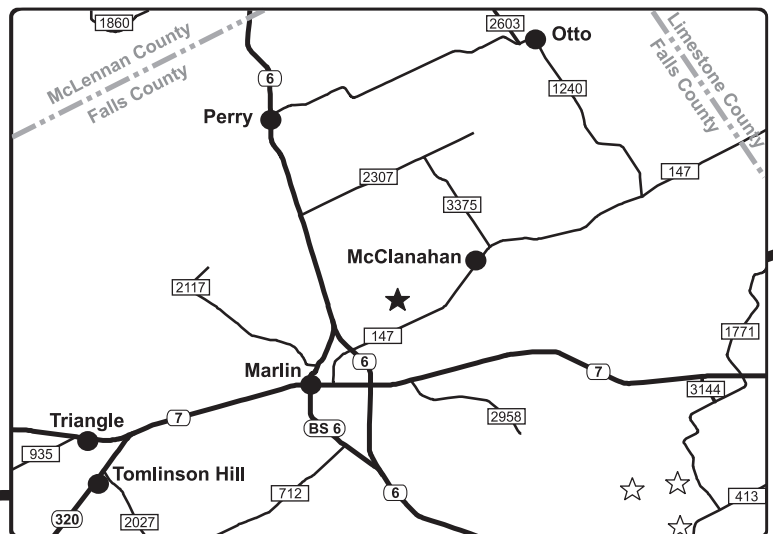 1860
2603
Otto
McLennan County
Falls County
Limestone County
Falls County
6
1240
Perry
147
2307
3375
McClanahan
2117
147
1771
6
Marlin
7
3144
7
2958
Triangle
BS 6
935
Tomlinson Hill
712
6
413
320
2027